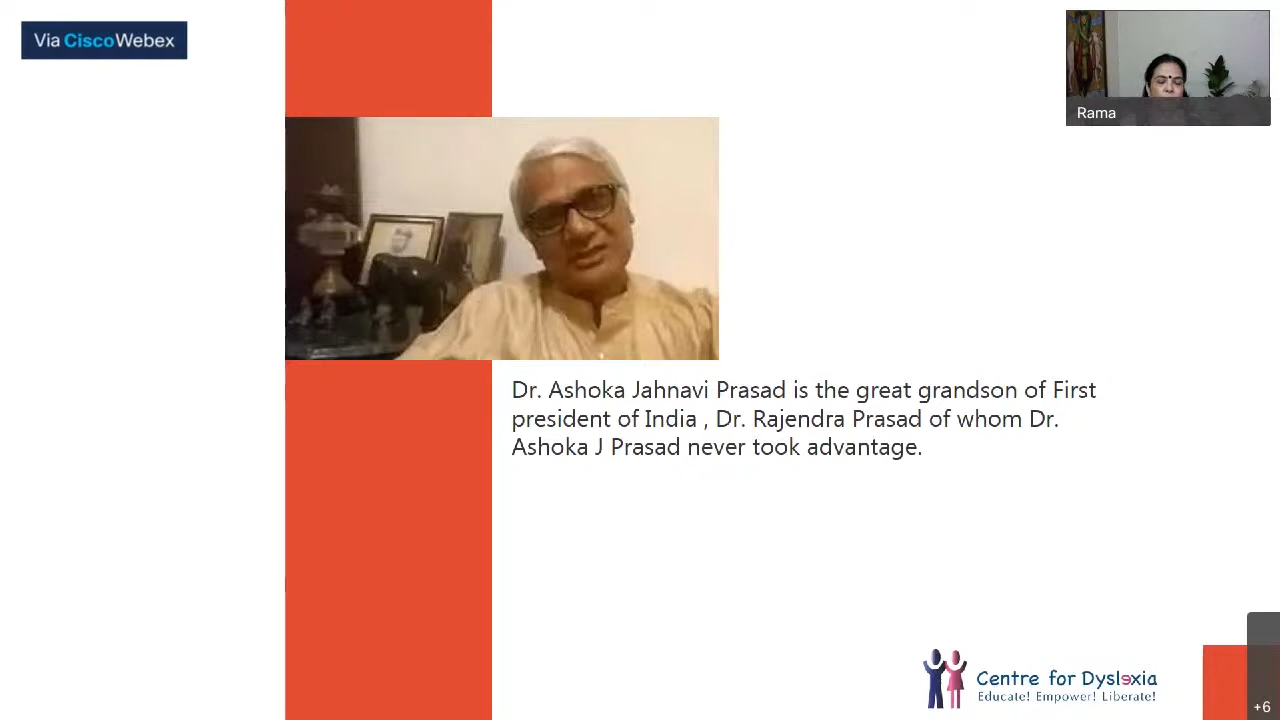 Via CiscoWebex
Rama
Dr. Ashoka Jahnavi Prasad is the great grandson of First
president of India , Dr. Rajendra Prasad of whom Dr.
Ashoka J Prasad never took advantage.
Centre for Dyslexia
Educate! Empower! Liberate!
+6